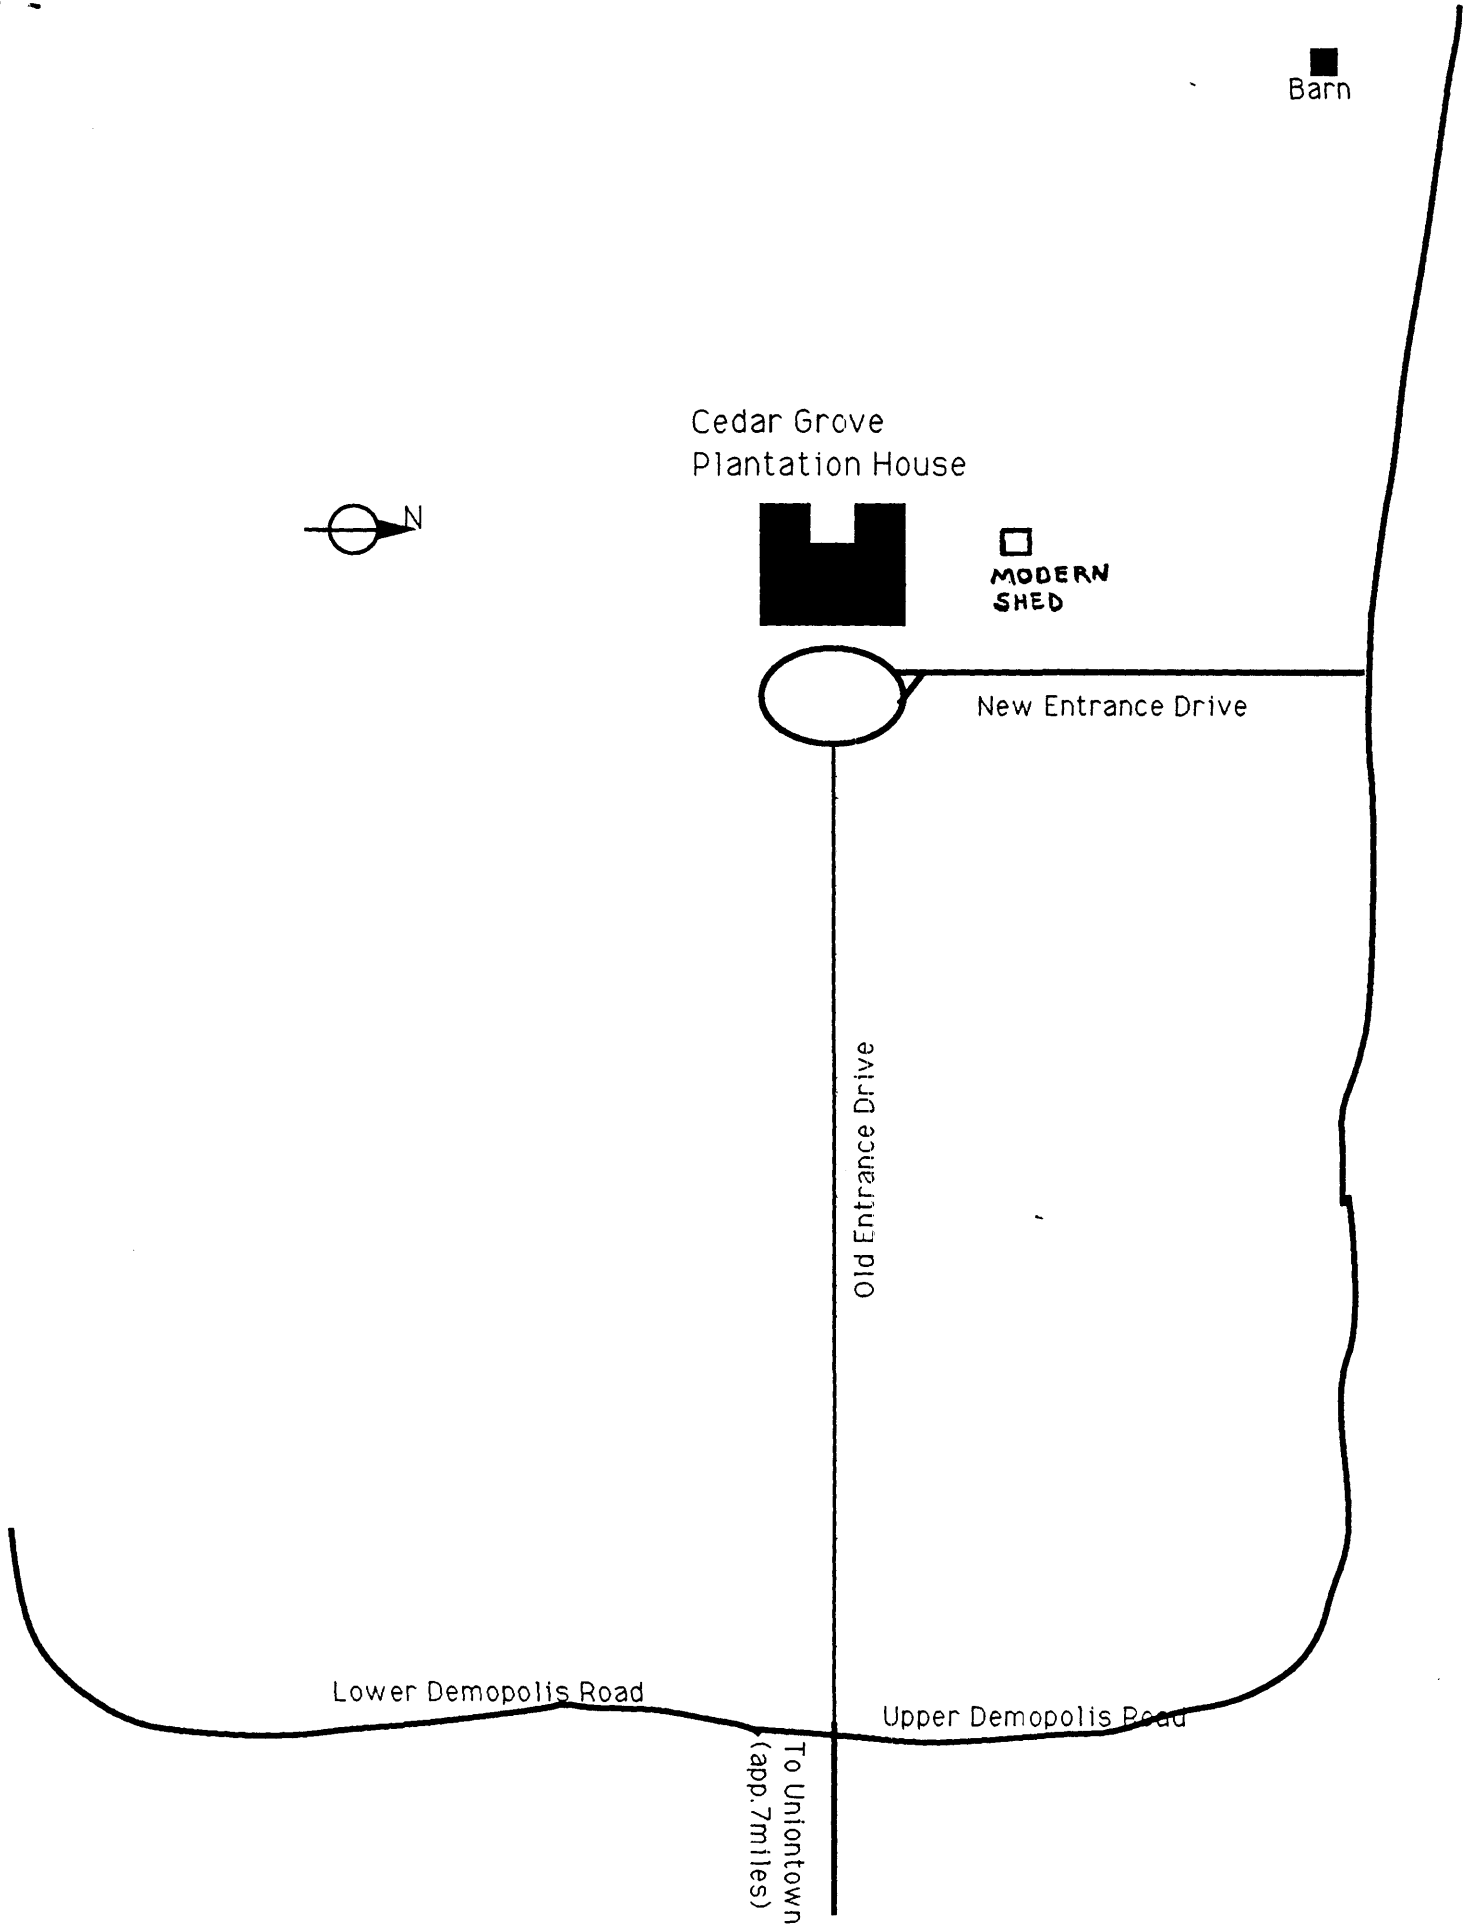 Barn
Cedar Grove
Plantation House
N
MODERN
SHED
New Entrance Drive
Old Entrance Drive
Lower Demopolis Road
Upper Demopolis Road
To Uniontown
(app.7miles)